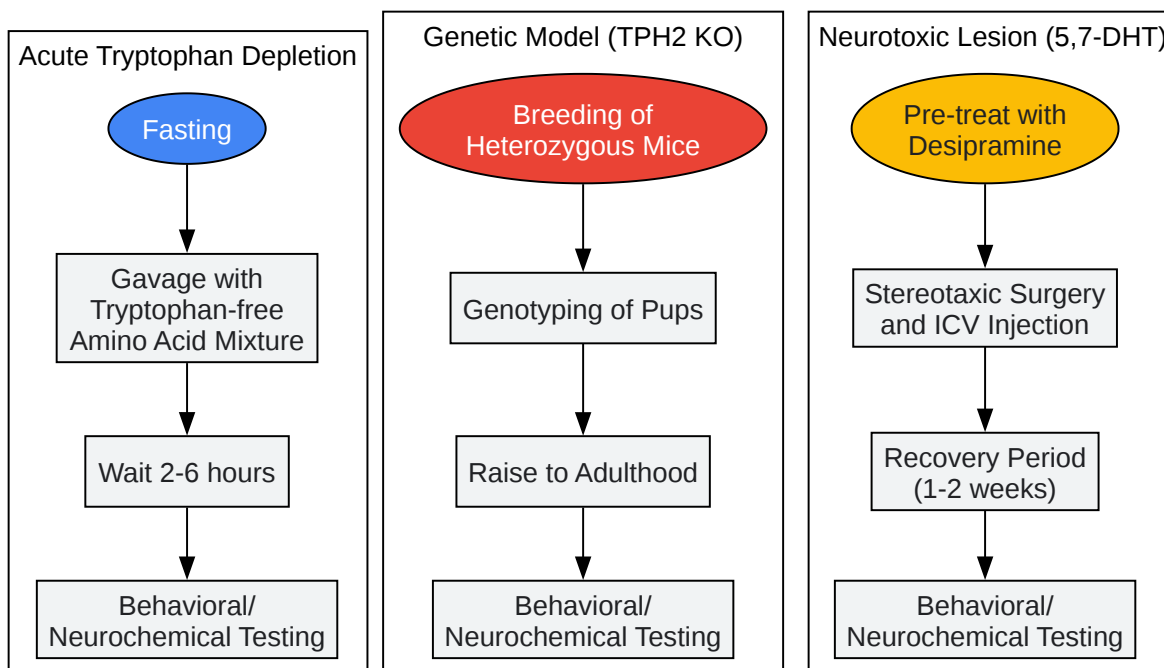 Acute Tryptophan Depletion
Fasting
Gavage with
Tryptophan-free
Amino Acid Mixture
Wait 2-6 hours
Behavioral/
Neurochemical Testing
Genetic Model (TPH2 KO)
Breeding of
Heterozygous Mice
Genotyping of Pups
Raise to Adulthood
Behavioral/
Neurochemical Testing
Neurotoxic Lesion (5,7-DHT)
Pre-treat with
Desipramine
Stereotaxic Surgery
and ICV Injection
Recovery Period
(1-2 weeks)
Behavioral/
Neurochemical Testing